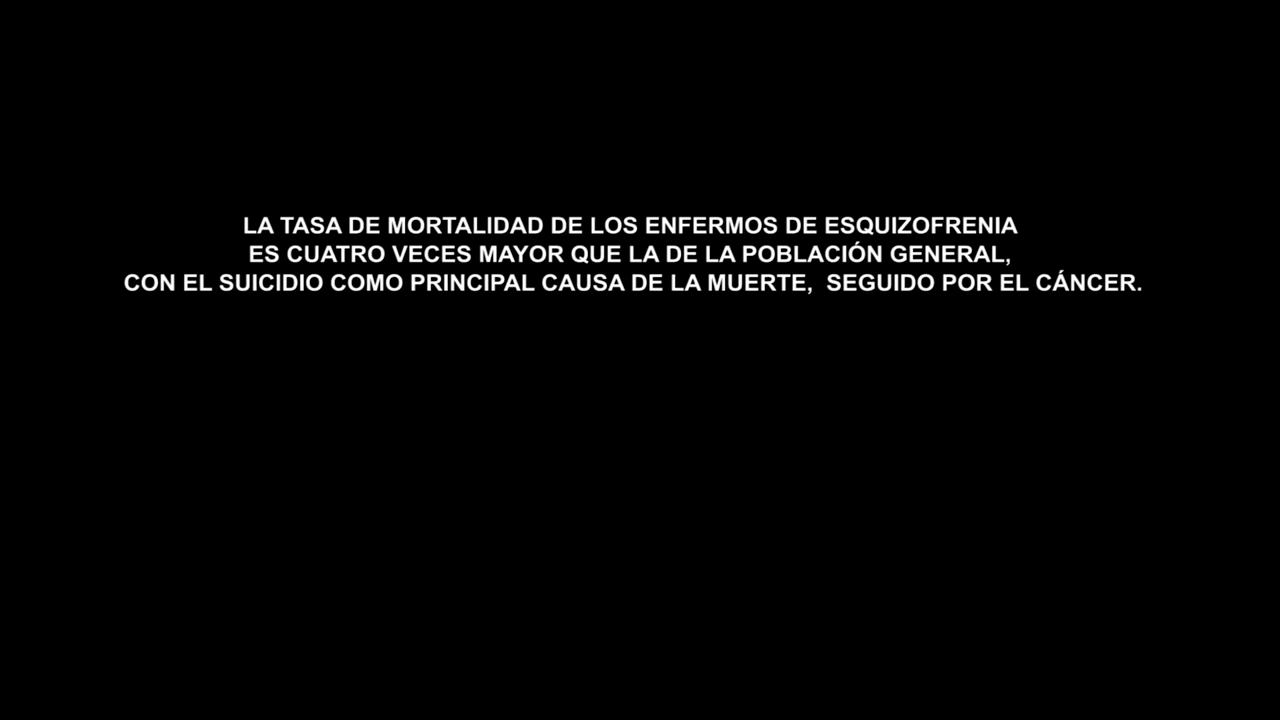 LA TASA DE MORTALIDAD DE LOS ENFERMOS DE ESQUIZOFRENIA
ES CUATRO VECES MAYOR QUE LA DE LA POBLACIÓN GENERAL,
CON EL SUICIDIO COMO PRINCIPAL CAUSA DE LA MUERTE,  SEGUIDO POR EL CÁNCER.